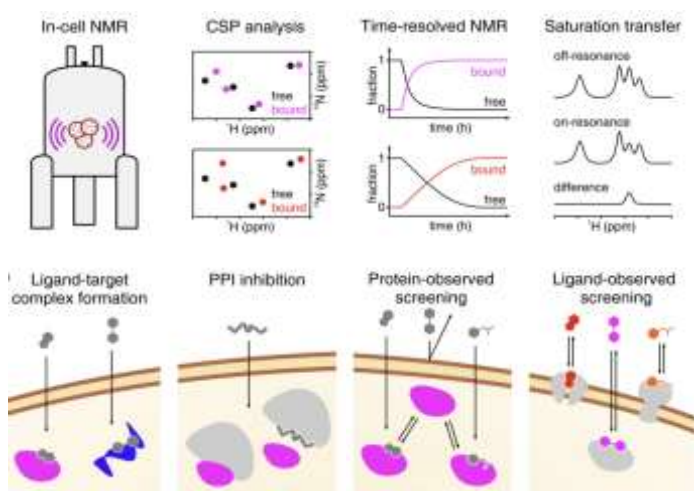 In-cell NMR
CSP analysis
Time-resolved NMR
Saturation transfer
free
bound
¹⁵N (ppm)
¹H (ppm)
free
bound
¹⁵N (ppm)
¹H (ppm)
1
fraction
0
bound
free
time (h)
1
fraction
0
bound
free
time (h)
off-resonance
on-resonance
difference
¹H (ppm)
Ligand-target
complex formation
PPI inhibition
Protein-observed
screening
Ligand-observed
screening